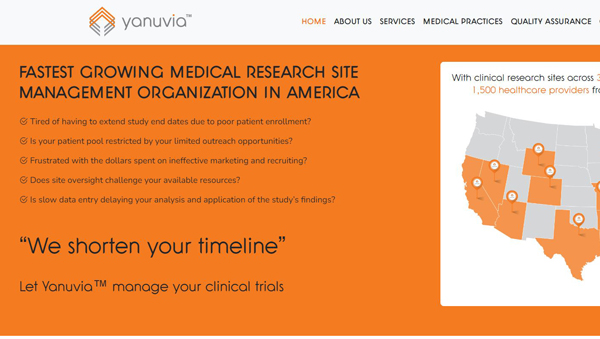 yanuvia™
HOME ABOUT US SERVICES MEDICAL PRACTICES QUALITY ASSURANCE
FASTEST GROWING MEDICAL RESEARCH SITE
MANAGEMENT ORGANIZATION IN AMERICA
Tired of having to extend study end dates due to poor patient enrollment?
Is your patient pool restricted by your limited outreach opportunities?
Frustrated with the dollars spent on ineffective marketing and recruiting?
Does site oversight challenge your available resources?
Is slow data entry delaying your analysis and application of the study's findings?
“We shorten your timeline”
Let Yanuvia™ manage your clinical trials
With clinical research sites across
1,500 healthcare providers